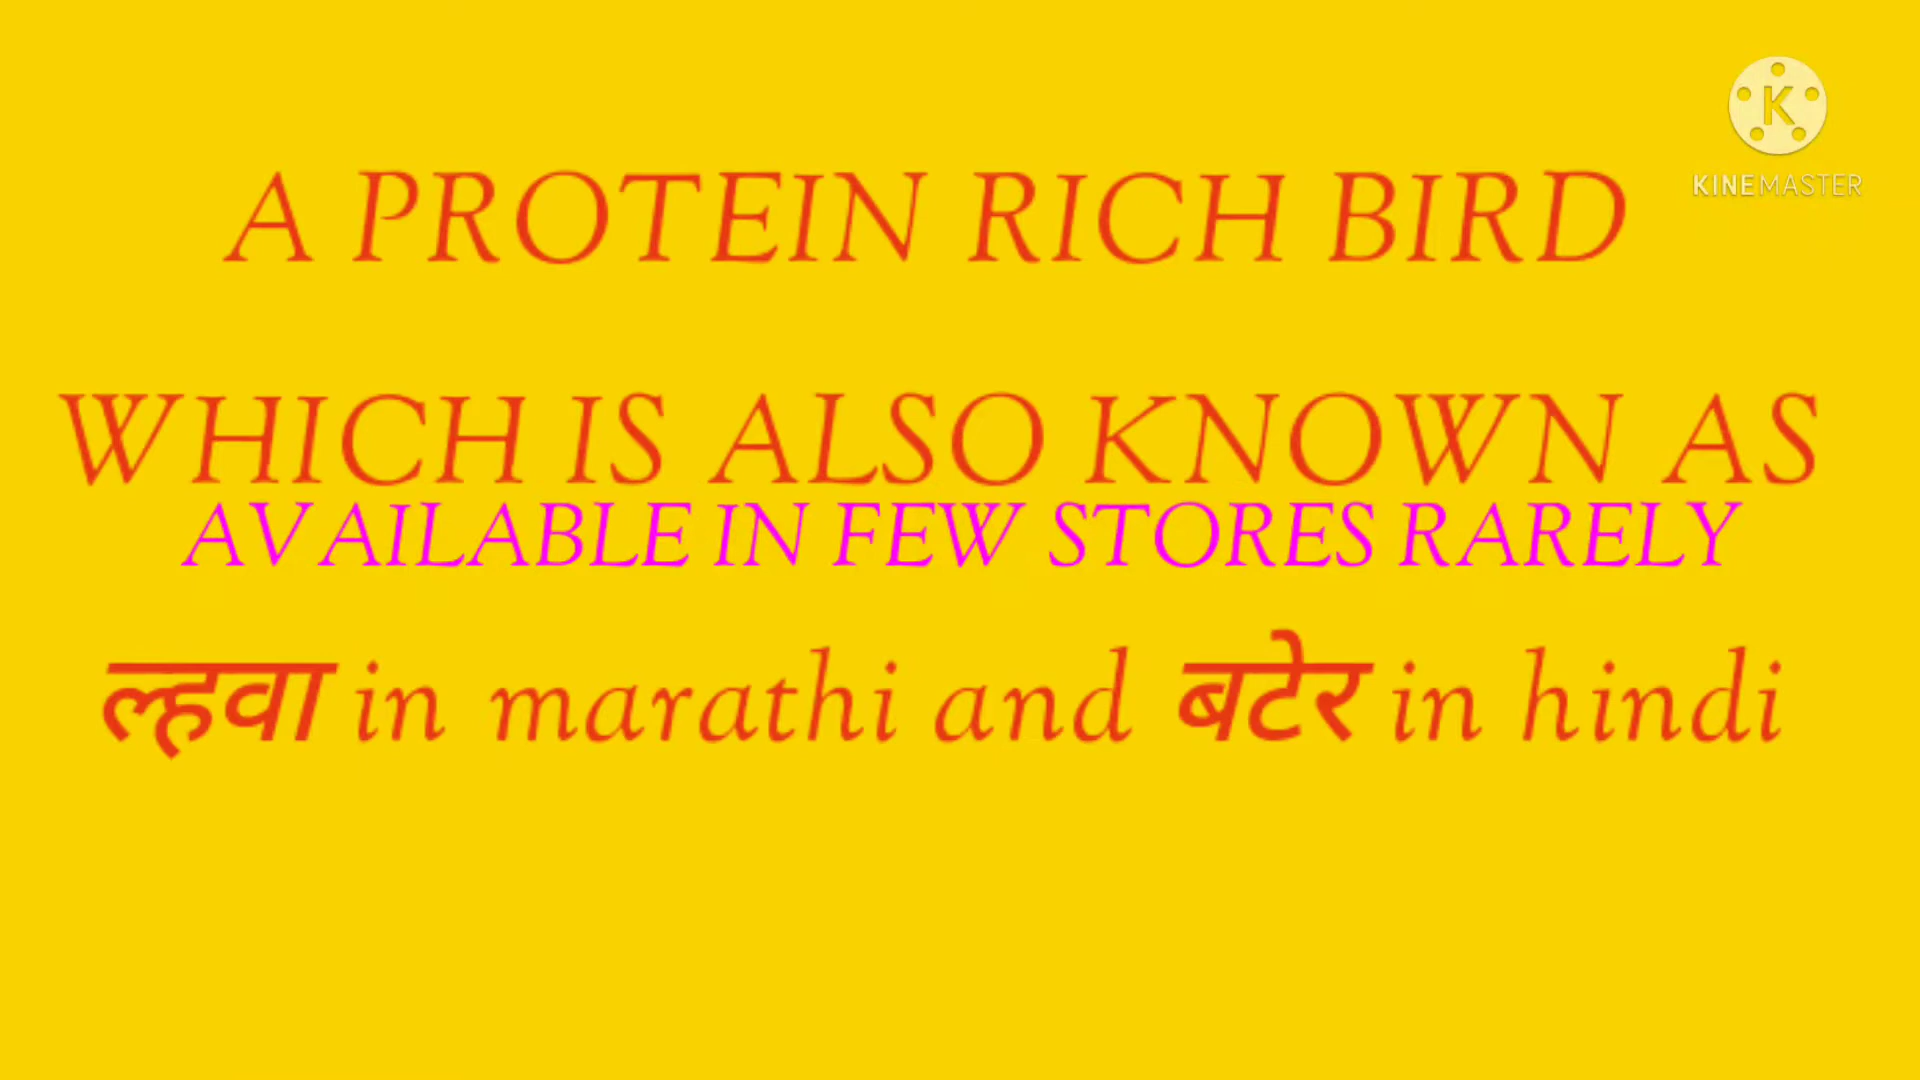 KINEMASTER
A PROTEIN RICH BIRD
WHICH IS ALSO KNOWN AS
AVAILABLE IN FEW STORES RARELY
ल्हवा in marathi and बटेर in hindi